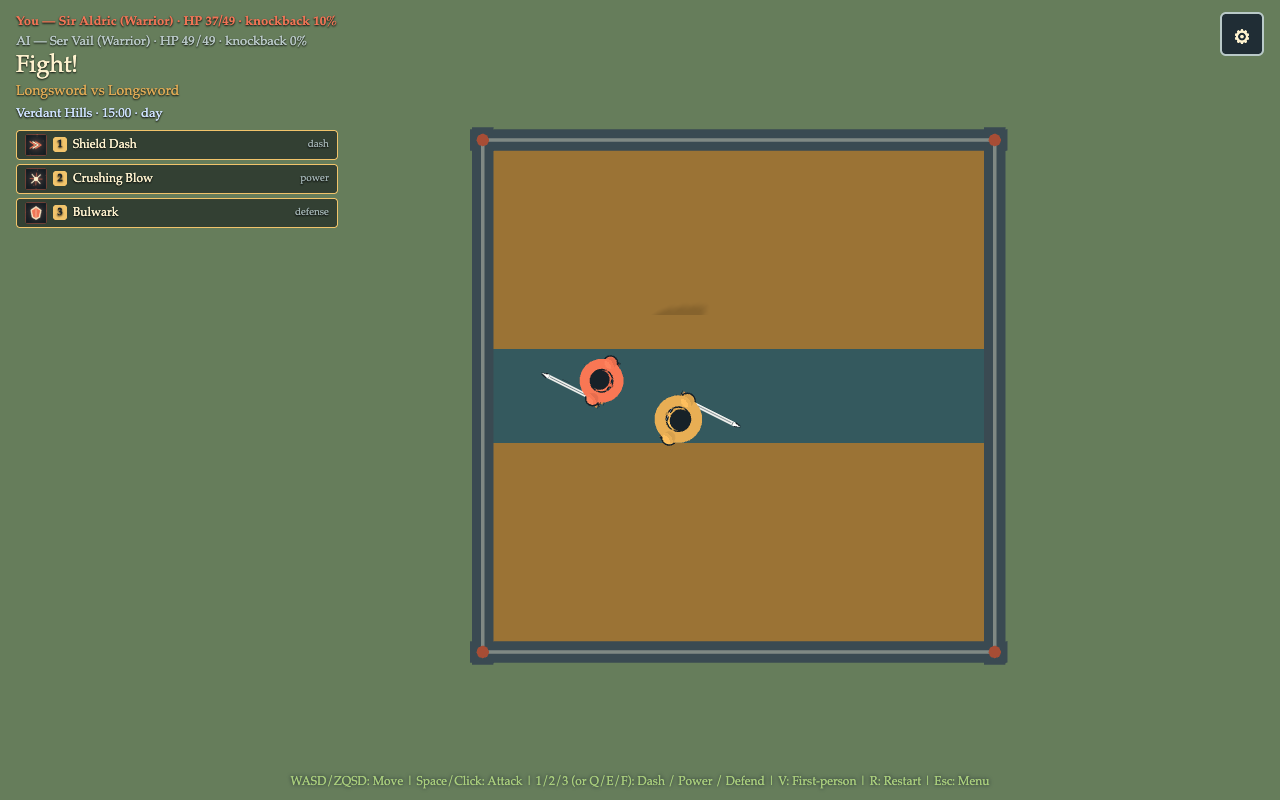 You — Sir Aldric (Warrior) · HP 37/49 · knockback 10%
AI — Ser Vail (Warrior) · HP 49/49 · knockback 0%
Fight!
Longsword vs Longsword
Verdant Hills · 15:00 · day
1 Shield Dash dash
2 Crushing Blow power
3 Bulwark defense
WASD/ZQSD: Move | Space/Click: Attack | 1/2/3 (or Q/E/F): Dash / Power / Defend | V: First-person | R: Restart | Esc: Menu